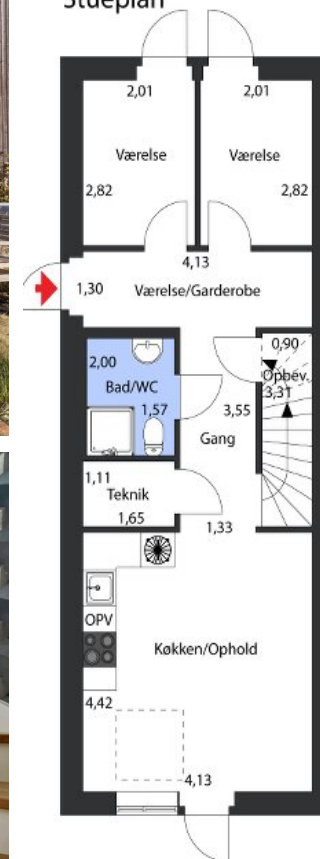 Stueplan
2,01
2,01
Værelse
Værelse
2,82
2,82
4,13
1,30
Værelse/Garderobe
2,00
0,90
Bad/WC
Opbev.
3,31
1,57
3,55
Gang
1,11
Teknik
1,65
1,33
OPV
Køkken/Ophold
4,42
4,13